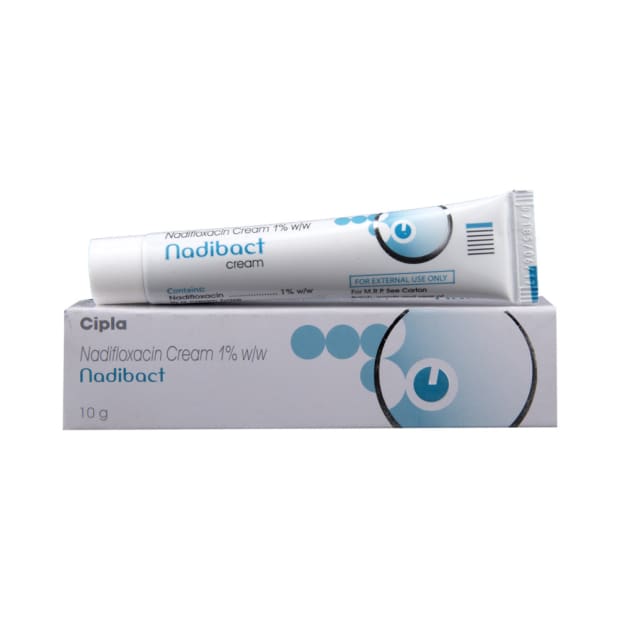 Nadifloxacin Cream 1% w/w
Nadibact
cream
Contains:
Nadifloxacin .................. 1% w/w
FOR EXTERNAL USE ONLY
For M.R.P. See Carton
Cipla
Nadifloxacin Cream 1% w/w
Nadibact
10 g